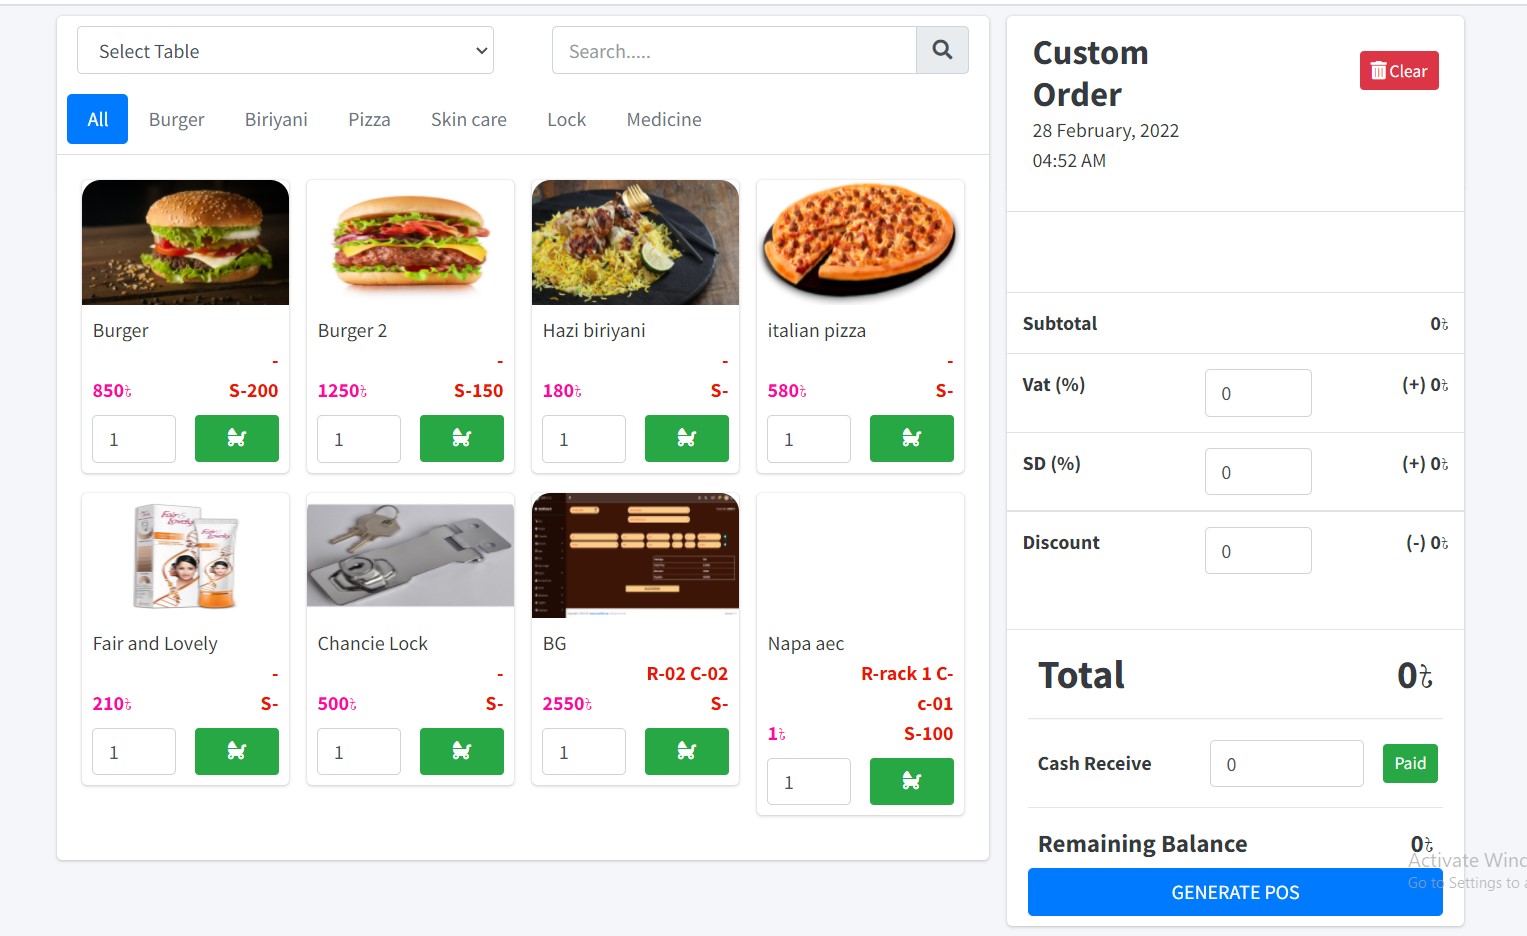 Select Table
Search.....
All Burger Biriyani Pizza Skin care Lock Medicine
Burger
-
850৳ S-200
1
Burger 2
-
1250৳ S-150
1
Hazi biriyani
-
180৳ S-
1
italian pizza
-
580৳ S-
1
Fair & Lovely
Fair and Lovely
-
210৳ S-
1
Chancie Lock
-
500৳ S-
1
BG
R-02 C-02
2550৳ S-
1
Napa aec
R-rack 1 C-
c-01
1৳ S-100
1
Custom
Order
Clear
28 February, 2022
04:52 AM
Subtotal 0৳
Vat (%) 0 (+) 0৳
SD (%) 0 (+) 0৳
Discount 0 (-) 0৳
Total 0৳
Cash Receive 0 Paid
Remaining Balance 0৳
GENERATE POS
Activate Wind
Go to Settings to a